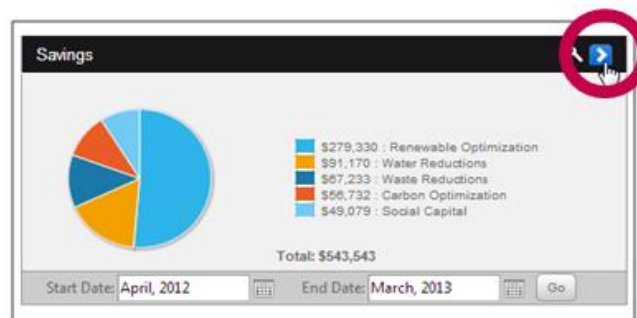 Savings
$279,330 : Renewable Optimization
$91,170 : Water Reductions
$67,233 : Waste Reductions
$56,732 : Carbon Optimization
$49,079 : Social Capital
Total: $543,543
Start Date: April, 2012 End Date: March, 2013 Go